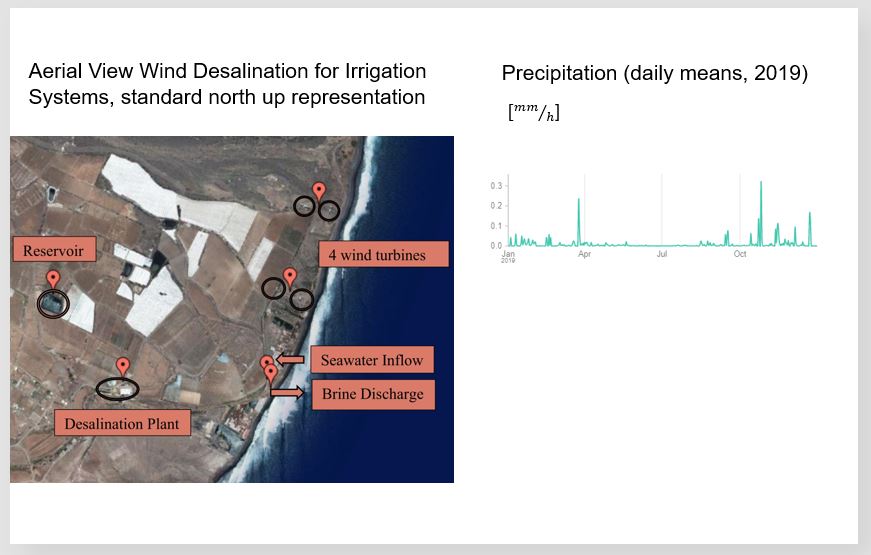 Aerial View Wind Desalination for Irrigation
Systems, standard north up representation
Reservoir
4 wind turbines
Seawater Inflow
Brine Discharge
Desalination Plant
Precipitation (daily means, 2019)
[mm/h]
0.3
0.2
0.1
0.0
Jan Apr Jul Oct
2019